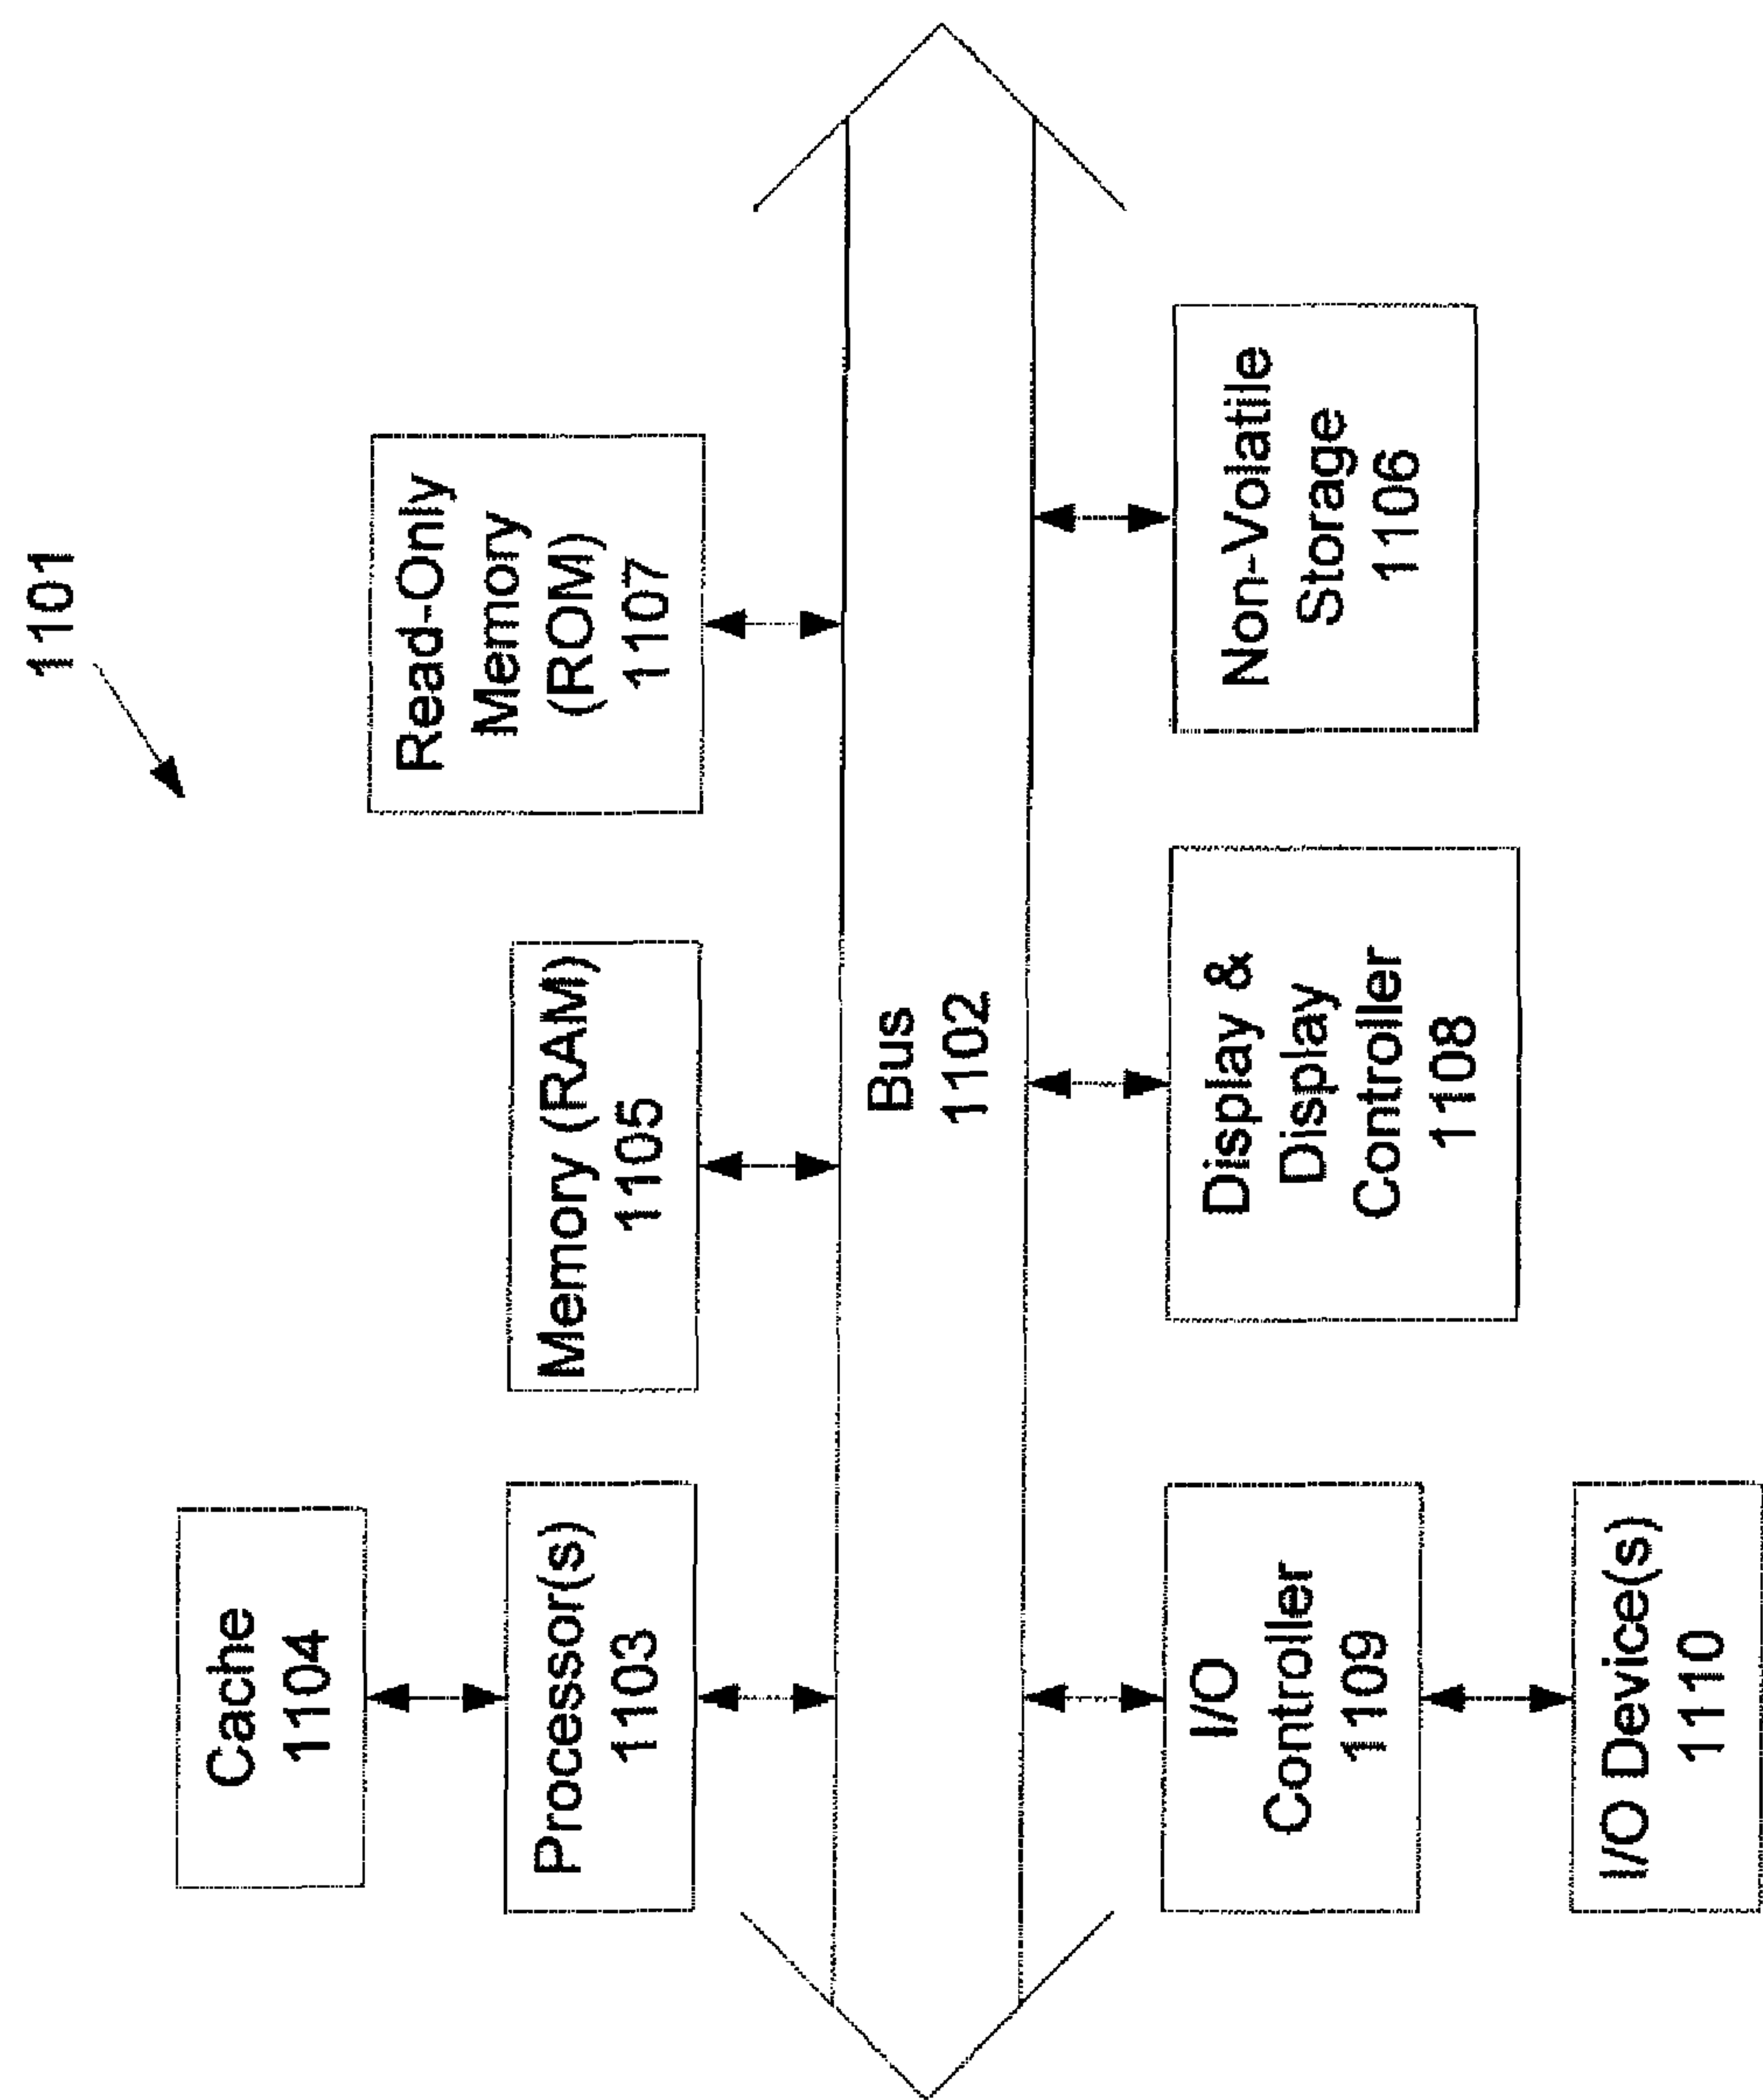 1101
Cache
1104
Processor(s)
1103
Memory (RAM)
1105
Read-Only
Memory
(ROM)
1107
Bus
1102
I/O
Controller
1109
I/O Device(s)
1110
Display &
Display
Controller
1108
Non-Volatile
Storage
1106